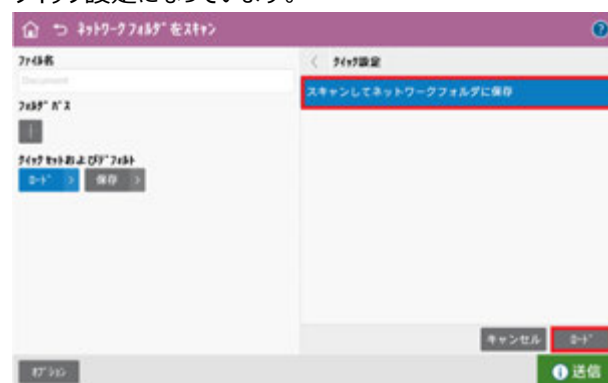 クイック設定になっています。
ﾈｯﾄﾜｰｸ ﾌｫﾙﾀﾞをｽｷｬﾝ
ﾌｧｲﾙ名
Document
ﾌｫﾙﾀﾞ ﾊﾟｽ
ｸｲｯｸ ｾｯﾄおよびﾃﾞﾌｫﾙﾄ
ﾛｰﾄﾞ
保存
ｸｲｯｸ設定
スキャンしてネットワークフォルダに保存
キャンセル
ﾛｰﾄﾞ
ｵﾌﾟｼｮﾝ
送信